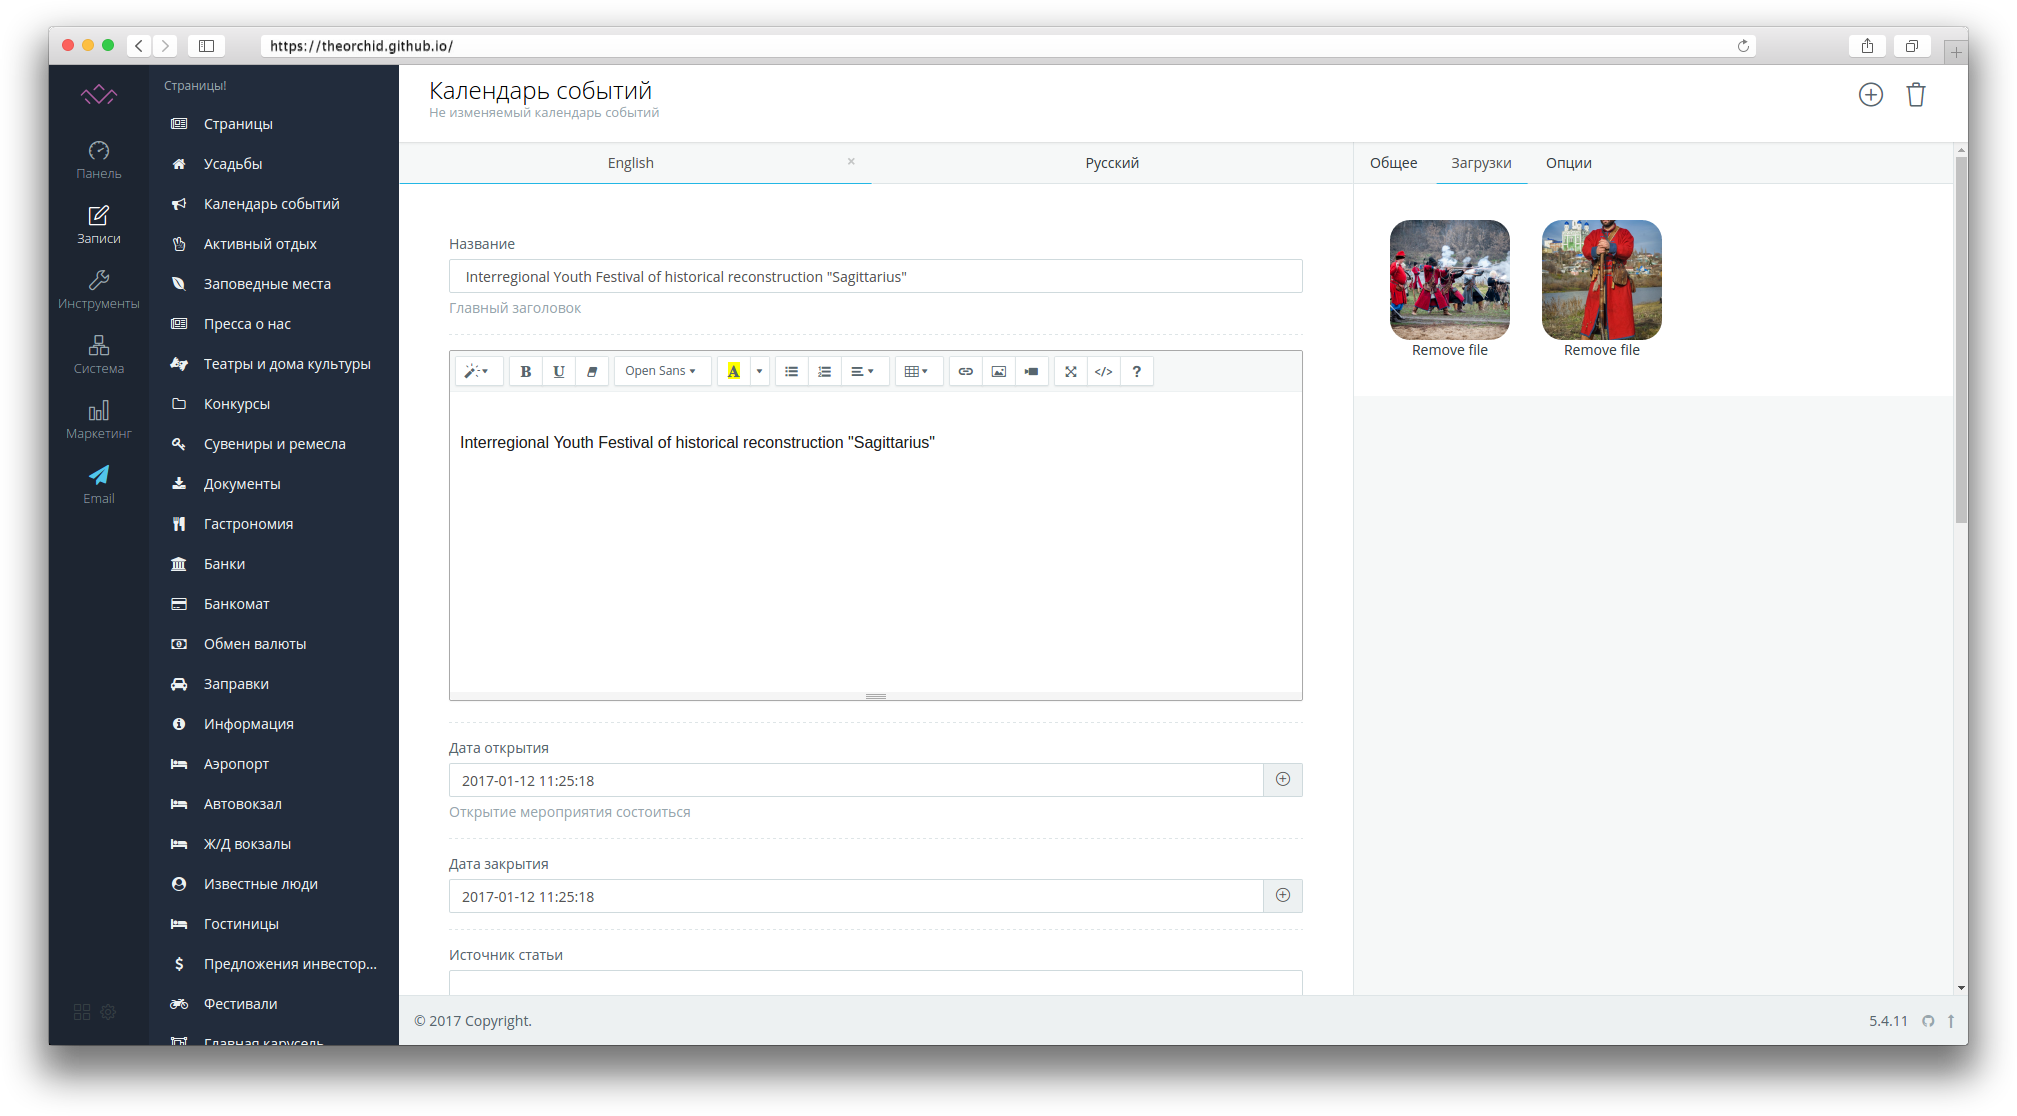 https://theorchid.github.io/
Панель
Записи
Инструменты
Система
Маркетинг
Email
Страницы!
Страницы
Усадьбы
Календарь событий
Активный отдых
Заповедные места
Пресса о нас
Театры и дома культуры
Конкурсы
Сувениры и ремесла
Документы
Гастрономия
Банки
Банкомат
Обмен валюты
Заправки
Информация
Аэропорт
Автовокзал
Ж/Д вокзалы
Известные люди
Гостиницы
Предложения инвестор...
Фестивали
Главная карусель
Календарь событий
Не изменяемый календарь событий
English × Русский
Название
Interregional Youth Festival of historical reconstruction "Sagittarius"
Главный заголовок
B U Open Sans A </> ?
Interregional Youth Festival of historical reconstruction "Sagittarius"
Дата открытия
2017-01-12 11:25:18
Открытие мероприятия состоиться
Дата закрытия
2017-01-12 11:25:18
Источник статьи
Общее Загрузки Опции
Remove file Remove file
© 2017 Copyright. 5.4.11